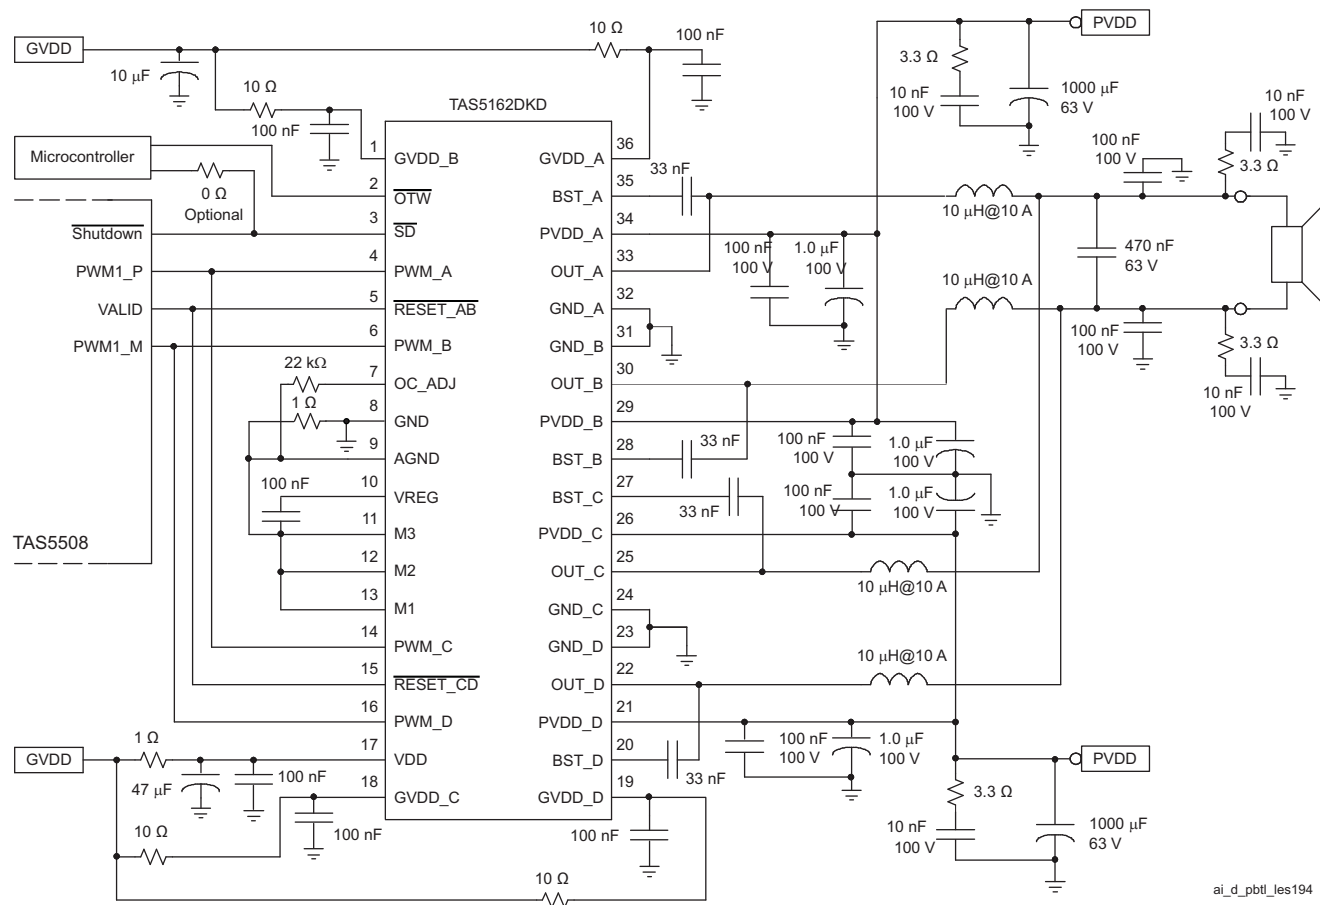 GVDD
10 μF
10 Ω
100 nF
10 Ω
100 nF
PVDD
3.3 Ω
10 nF
100 V
1000 μF
63 V
10 nF
100 V
100 nF
100 V
3.3 Ω
Microcontroller
0 Ω
Optional
Shutdown
PWM1_P
VALID
PWM1_M
TAS5508
TAS5162DKD
1
GVDD_B
2
OTW
3
SD
4
PWM_A
5
RESET_AB
6
PWM_B
22 kΩ
7
OC_ADJ
1 Ω
8
GND
9
AGND
100 nF
10
VREG
11
M3
12
M2
13
M1
14
PWM_C
15
RESET_CD
16
PWM_D
17
VDD
18
GVDD_C
36
GVDD_A
35
BST_A
34
PVDD_A
33
OUT_A
32
GND_A
31
GND_B
30
OUT_B
29
PVDD_B
28
BST_B
27
BST_C
26
PVDD_C
25
OUT_C
24
GND_C
23
GND_D
22
OUT_D
21
PVDD_D
20
BST_D
19
GVDD_D
33 nF
10 μH@10 A
100 nF
100 V
1.0 μF
100 V
10 μH@10 A
470 nF
63 V
100 nF
100 V
3.3 Ω
10 nF
100 V
33 nF
100 nF
100 V
1.0 μF
100 V
33 nF
100 nF
100 V
1.0 μF
100 V
10 μH@10 A
10 μH@10 A
100 nF
100 V
1.0 μF
100 V
33 nF
PVDD
3.3 Ω
10 nF
100 V
1000 μF
63 V
GVDD
1 Ω
47 μF
100 nF
10 Ω
100 nF
100 nF
10 Ω
ai_d_pbtl_les194